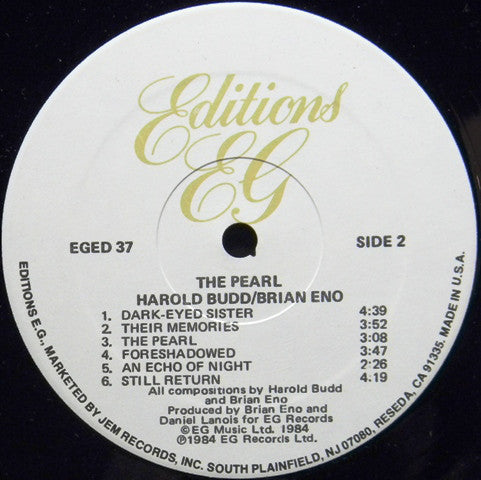 Editions
EG
EGED 37
SIDE 2
THE PEARL
HAROLD BUDD/BRIAN ENO
1. DARK-EYED SISTER 4:39
2. THEIR MEMORIES 3:52
3. THE PEARL 3:08
4. FORESHADOWED 3:47
5. AN ECHO OF NIGHT 2:26
6. STILL RETURN 4.19
All compositions by Harold Budd
and Brian Eno
Produced by Brian Eno and
Daniel Lanois for EG Records
©EG Music Ltd. 1984
℗1984 EG Records Ltd.
EDITIONS E.G., MARKETED BY JEM RECORDS, INC. SOUTH PLAINFIELD, NJ 07080, RESEDA, CA 91335. MADE IN U.S.A.